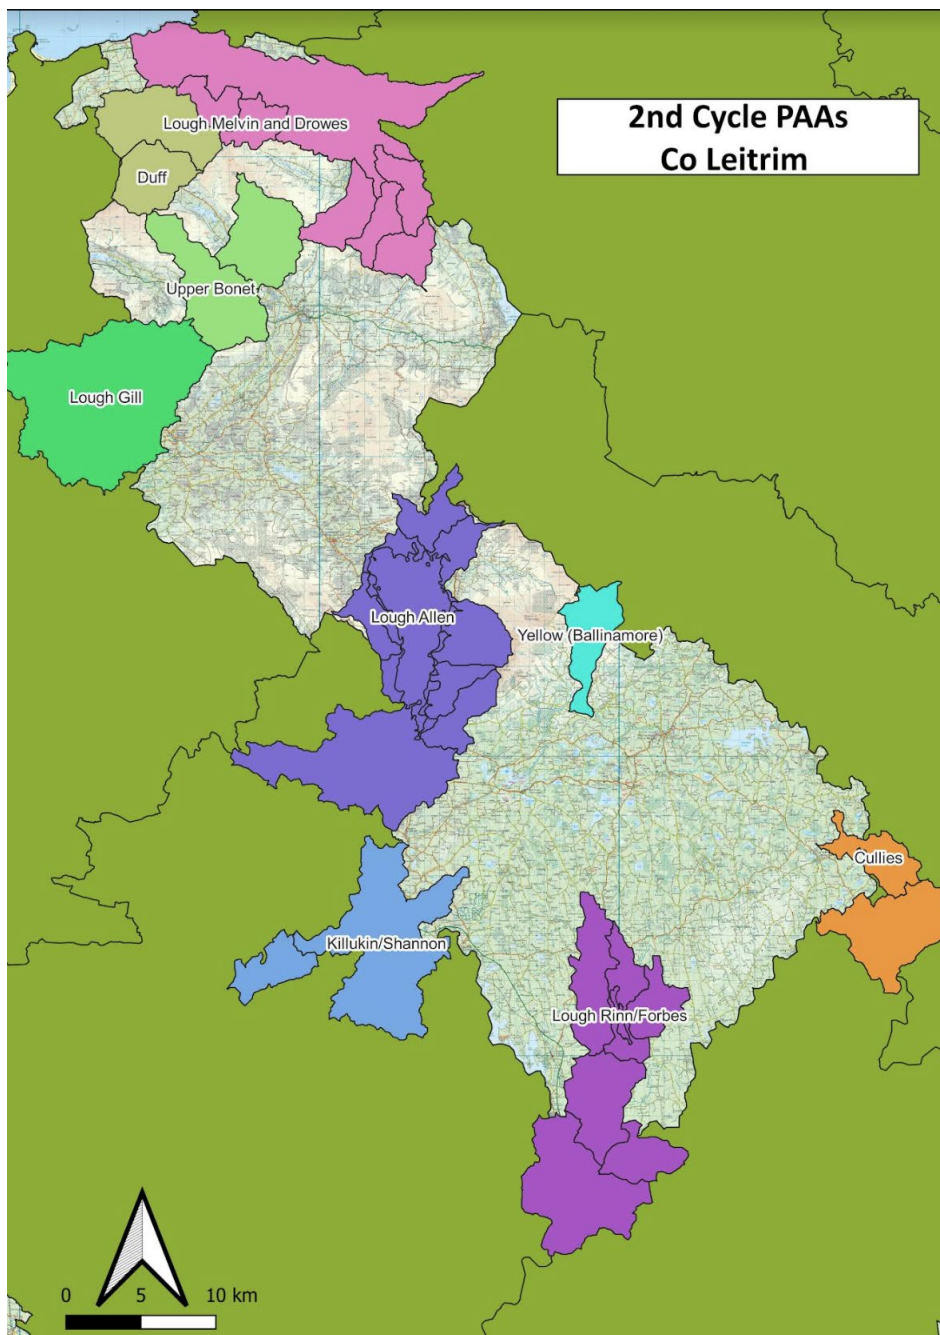 2nd Cycle PAAs
Co Leitrim
Lough Melvin and Drowes
Duff
Upper Bonet
Lough Gill
Lough Allen
Yellow (Ballinamore)
Cullies
Killukin/Shannon
Lough Rinn/Forbes
0 5 10 km